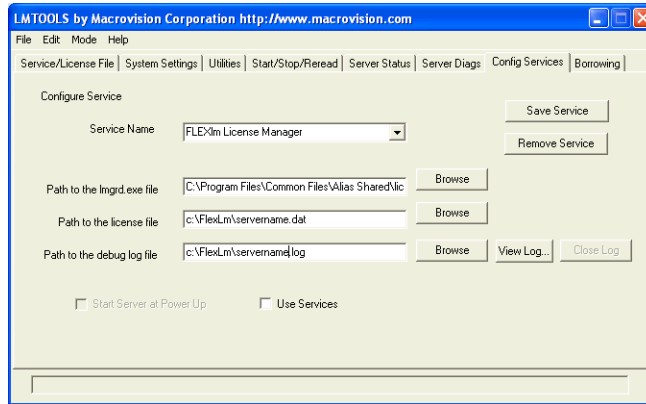 LMTOOLS by Macrovision Corporation http://www.macrovision.com
File Edit Mode Help
Service/License File System Settings Utilities Start/Stop/Reread Server Status Server Diags Config Services Borrowing
Configure Service
Save Service
Service Name FLEXlm License Manager
Remove Service
Path to the lmgrd.exe file C:\Program Files\Common Files\Alias Shared\lic Browse
Path to the license file c:\FlexLm\servername.dat Browse
Path to the debug log file c:\FlexLm\servername.log Browse View Log... Close Log
Start Server at Power Up Use Services